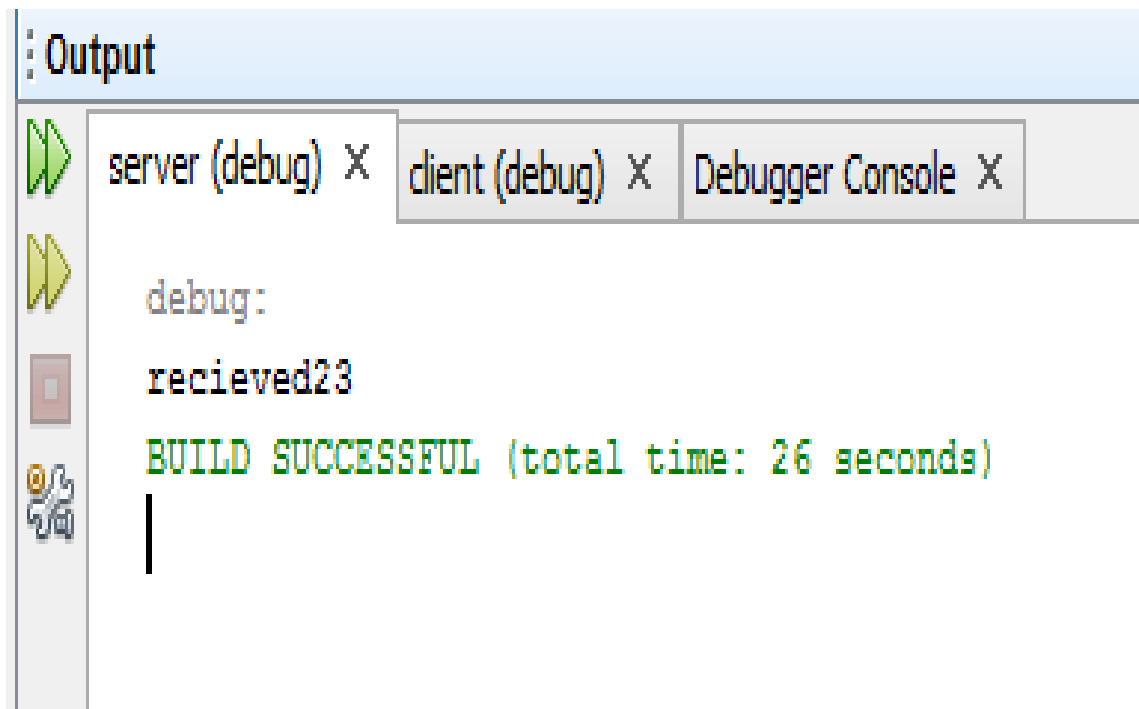 Output
server (debug) X client (debug) X Debugger Console X
debug:
recieved23
BUILD SUCCESSFUL (total time: 26 seconds)